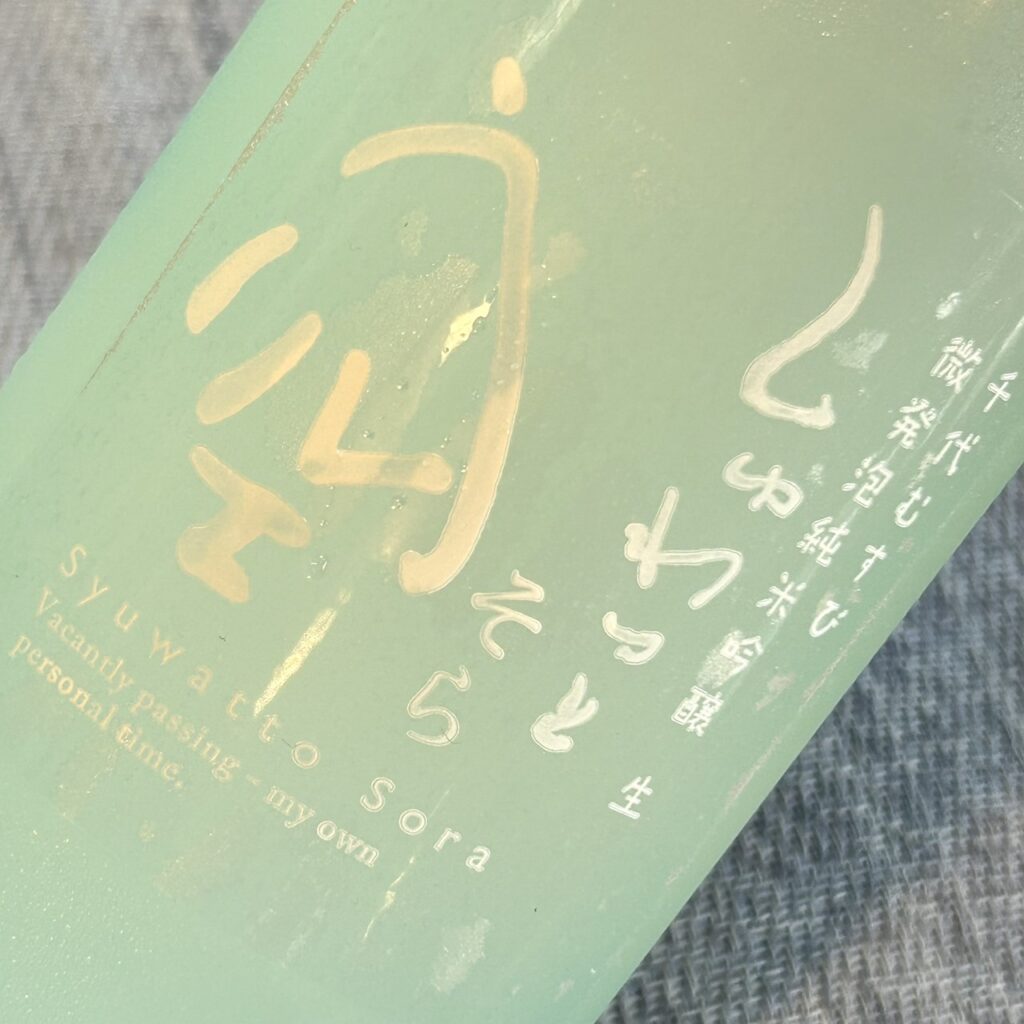 千代むすび
微発泡純米吟醸 生
しゅわっと
そら
空
Syuwatto Sora
Vacantly passing - my own
personal time.